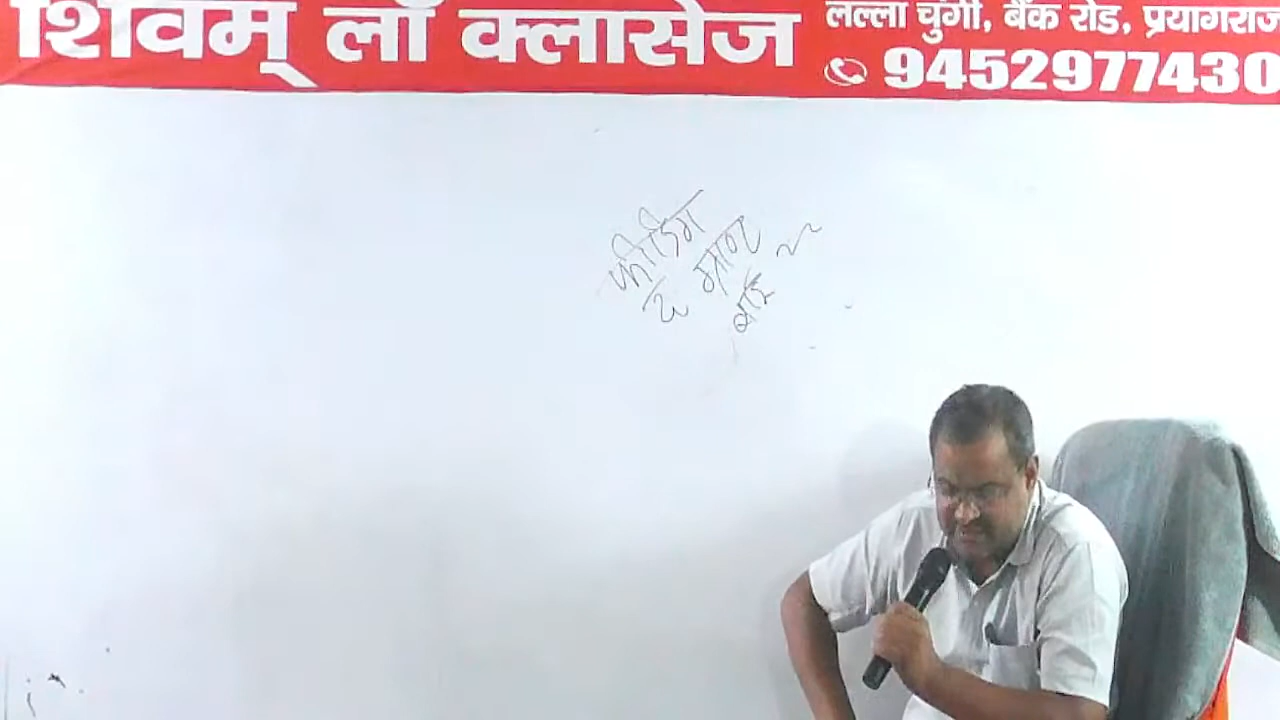 शिवम् लॉ क्लासेज
लल्ला चुंगी, बैंक रोड, प्रयागराज
9452977430
फीडिंग
द ग्राण्ट
बाई